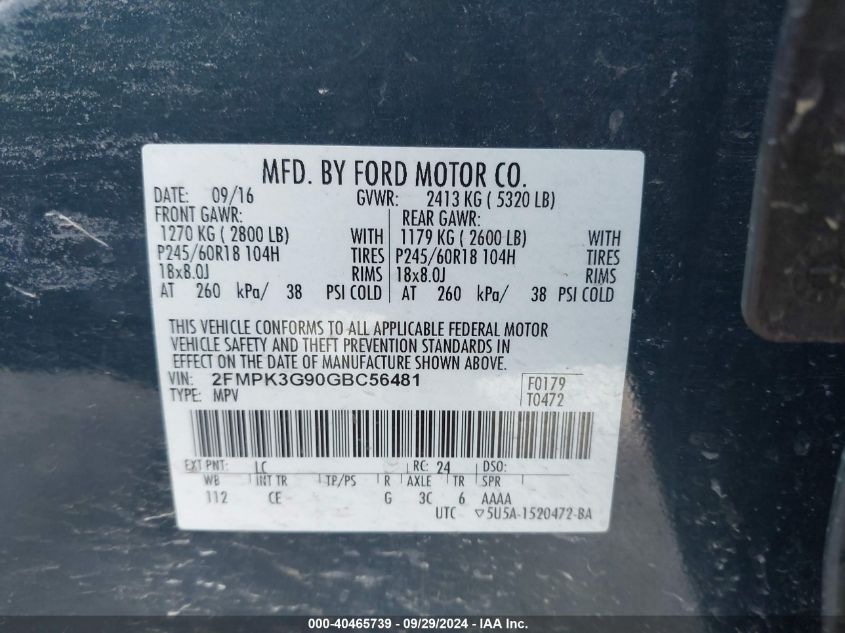 MFD. BY FORD MOTOR CO.
DATE: 09/16 GVWR: 2413 KG ( 5320 LB)
FRONT GAWR: REAR GAWR:
1270 KG ( 2800 LB) WITH 1179 KG ( 2600 LB) WITH
P245/60R18 104H TIRES P245/60R18 104H TIRES
18x8.0J RIMS 18x8.0J RIMS
AT 260 kPa/ 38 PSI COLD AT 260 kPa/ 38 PSI COLD
THIS VEHICLE CONFORMS TO ALL APPLICABLE FEDERAL MOTOR
VEHICLE SAFETY AND THEFT PREVENTION STANDARDS IN
EFFECT ON THE DATE OF MANUFACTURE SHOWN ABOVE.
VIN: 2FMPK3G90GBC56481 F0179
TYPE: MPV T0472
EXT PNT: LC RC: 24 DSO:
WB INT TR TP/PS R AXLE TR SPR
112 CE G 3C 6 AAAA
UTC ▽5U5A-1520472-BA
000-40465739 - 09/29/2024 - IAAI.com